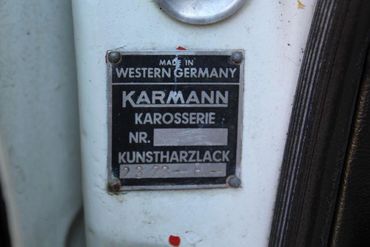 MADE IN
WESTERN GERMANY
KARMANN
KAROSSERIE
NR.
KUNSTHARZLACK